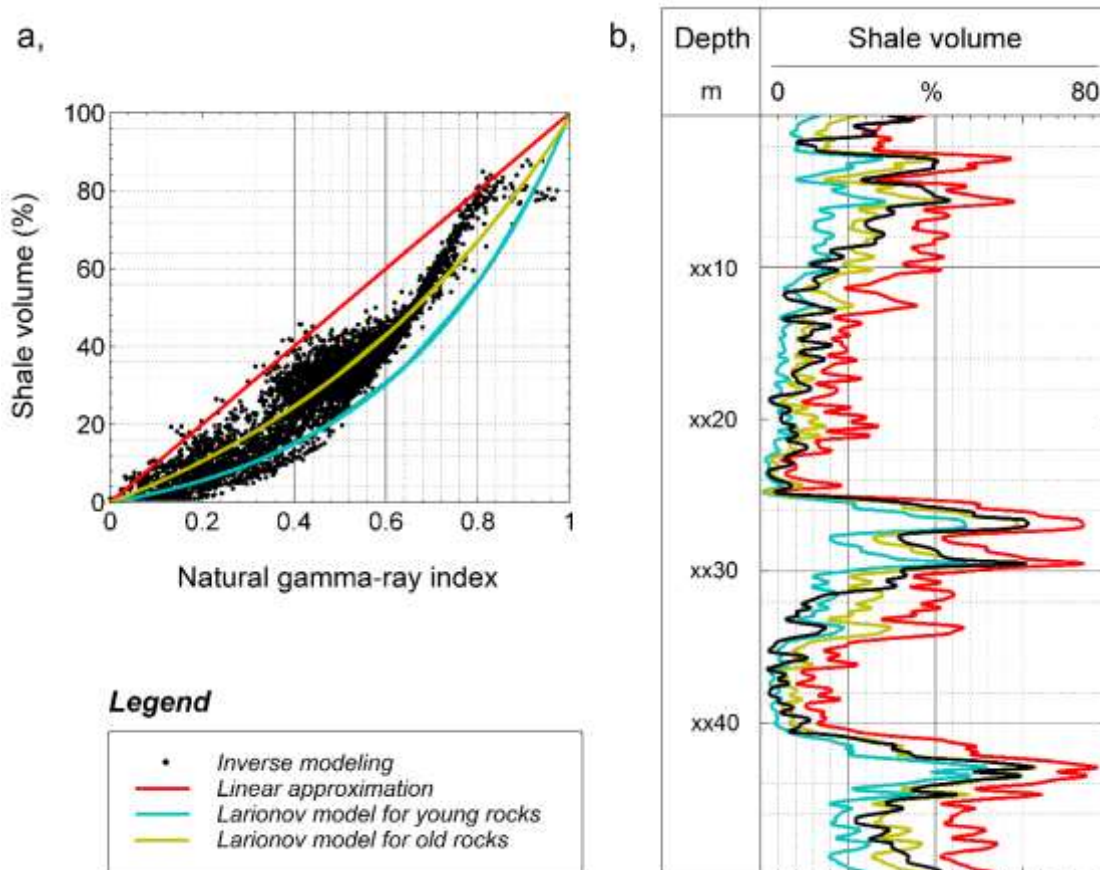 a,
100
80
60
40
20
0
Shale volume (%)
0 0.2 0.4 0.6 0.8 1
Natural gamma-ray index
Legend
Inverse modeling
Linear approximation
Larionov model for young rocks
Larionov model for old rocks
b,
Depth Shale volume
m 0 % 80
xx10
xx20
xx30
xx40